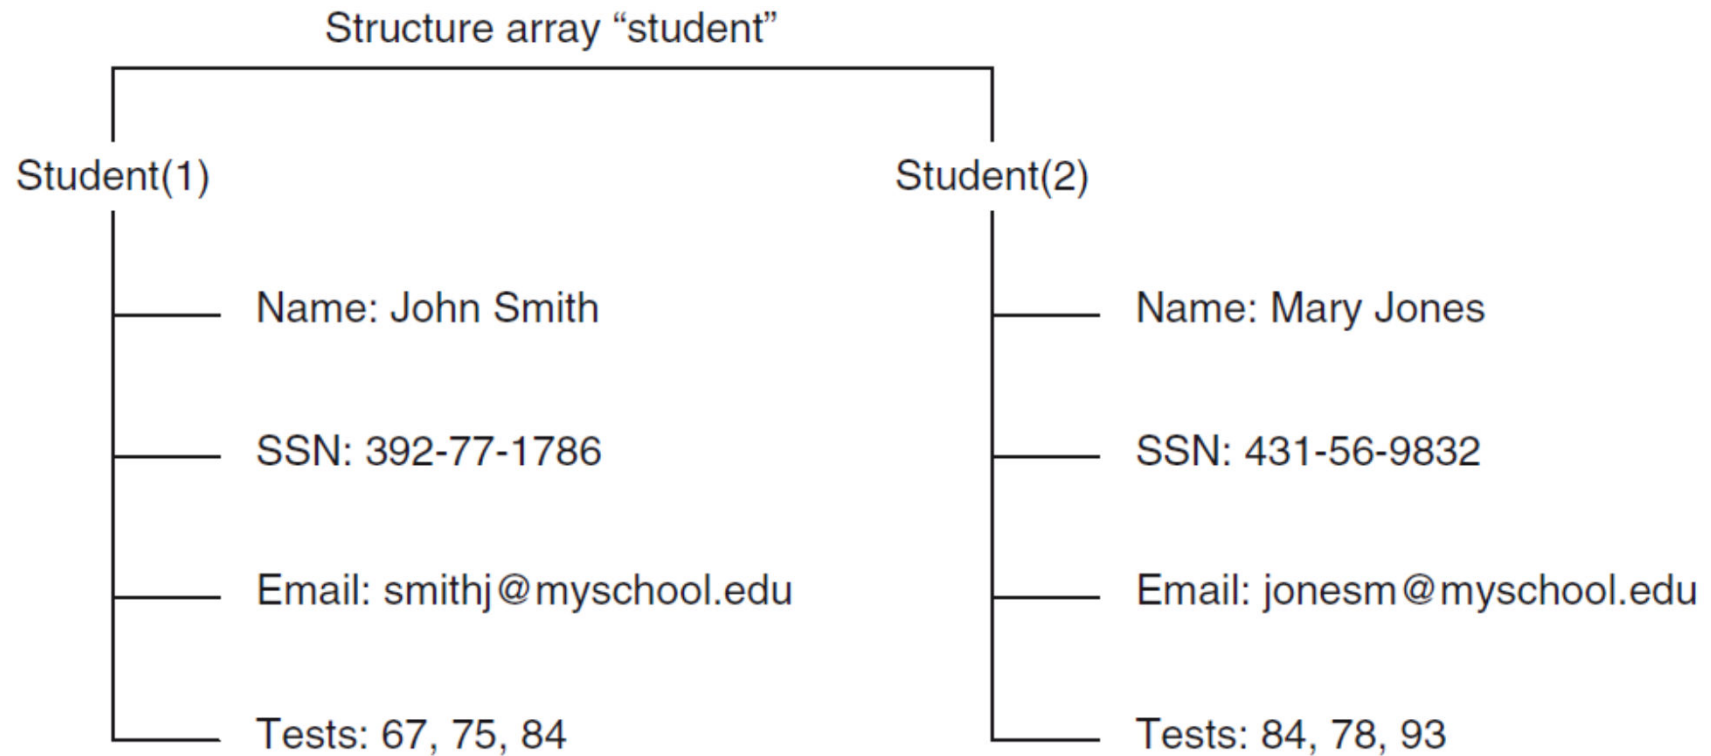 Structure array “student”
Student(1)
Name: John Smith
SSN: 392-77-1786
Email: smithj@myschool.edu
Tests: 67, 75, 84
Student(2)
Name: Mary Jones
SSN: 431-56-9832
Email: jonesm@myschool.edu
Tests: 84, 78, 93